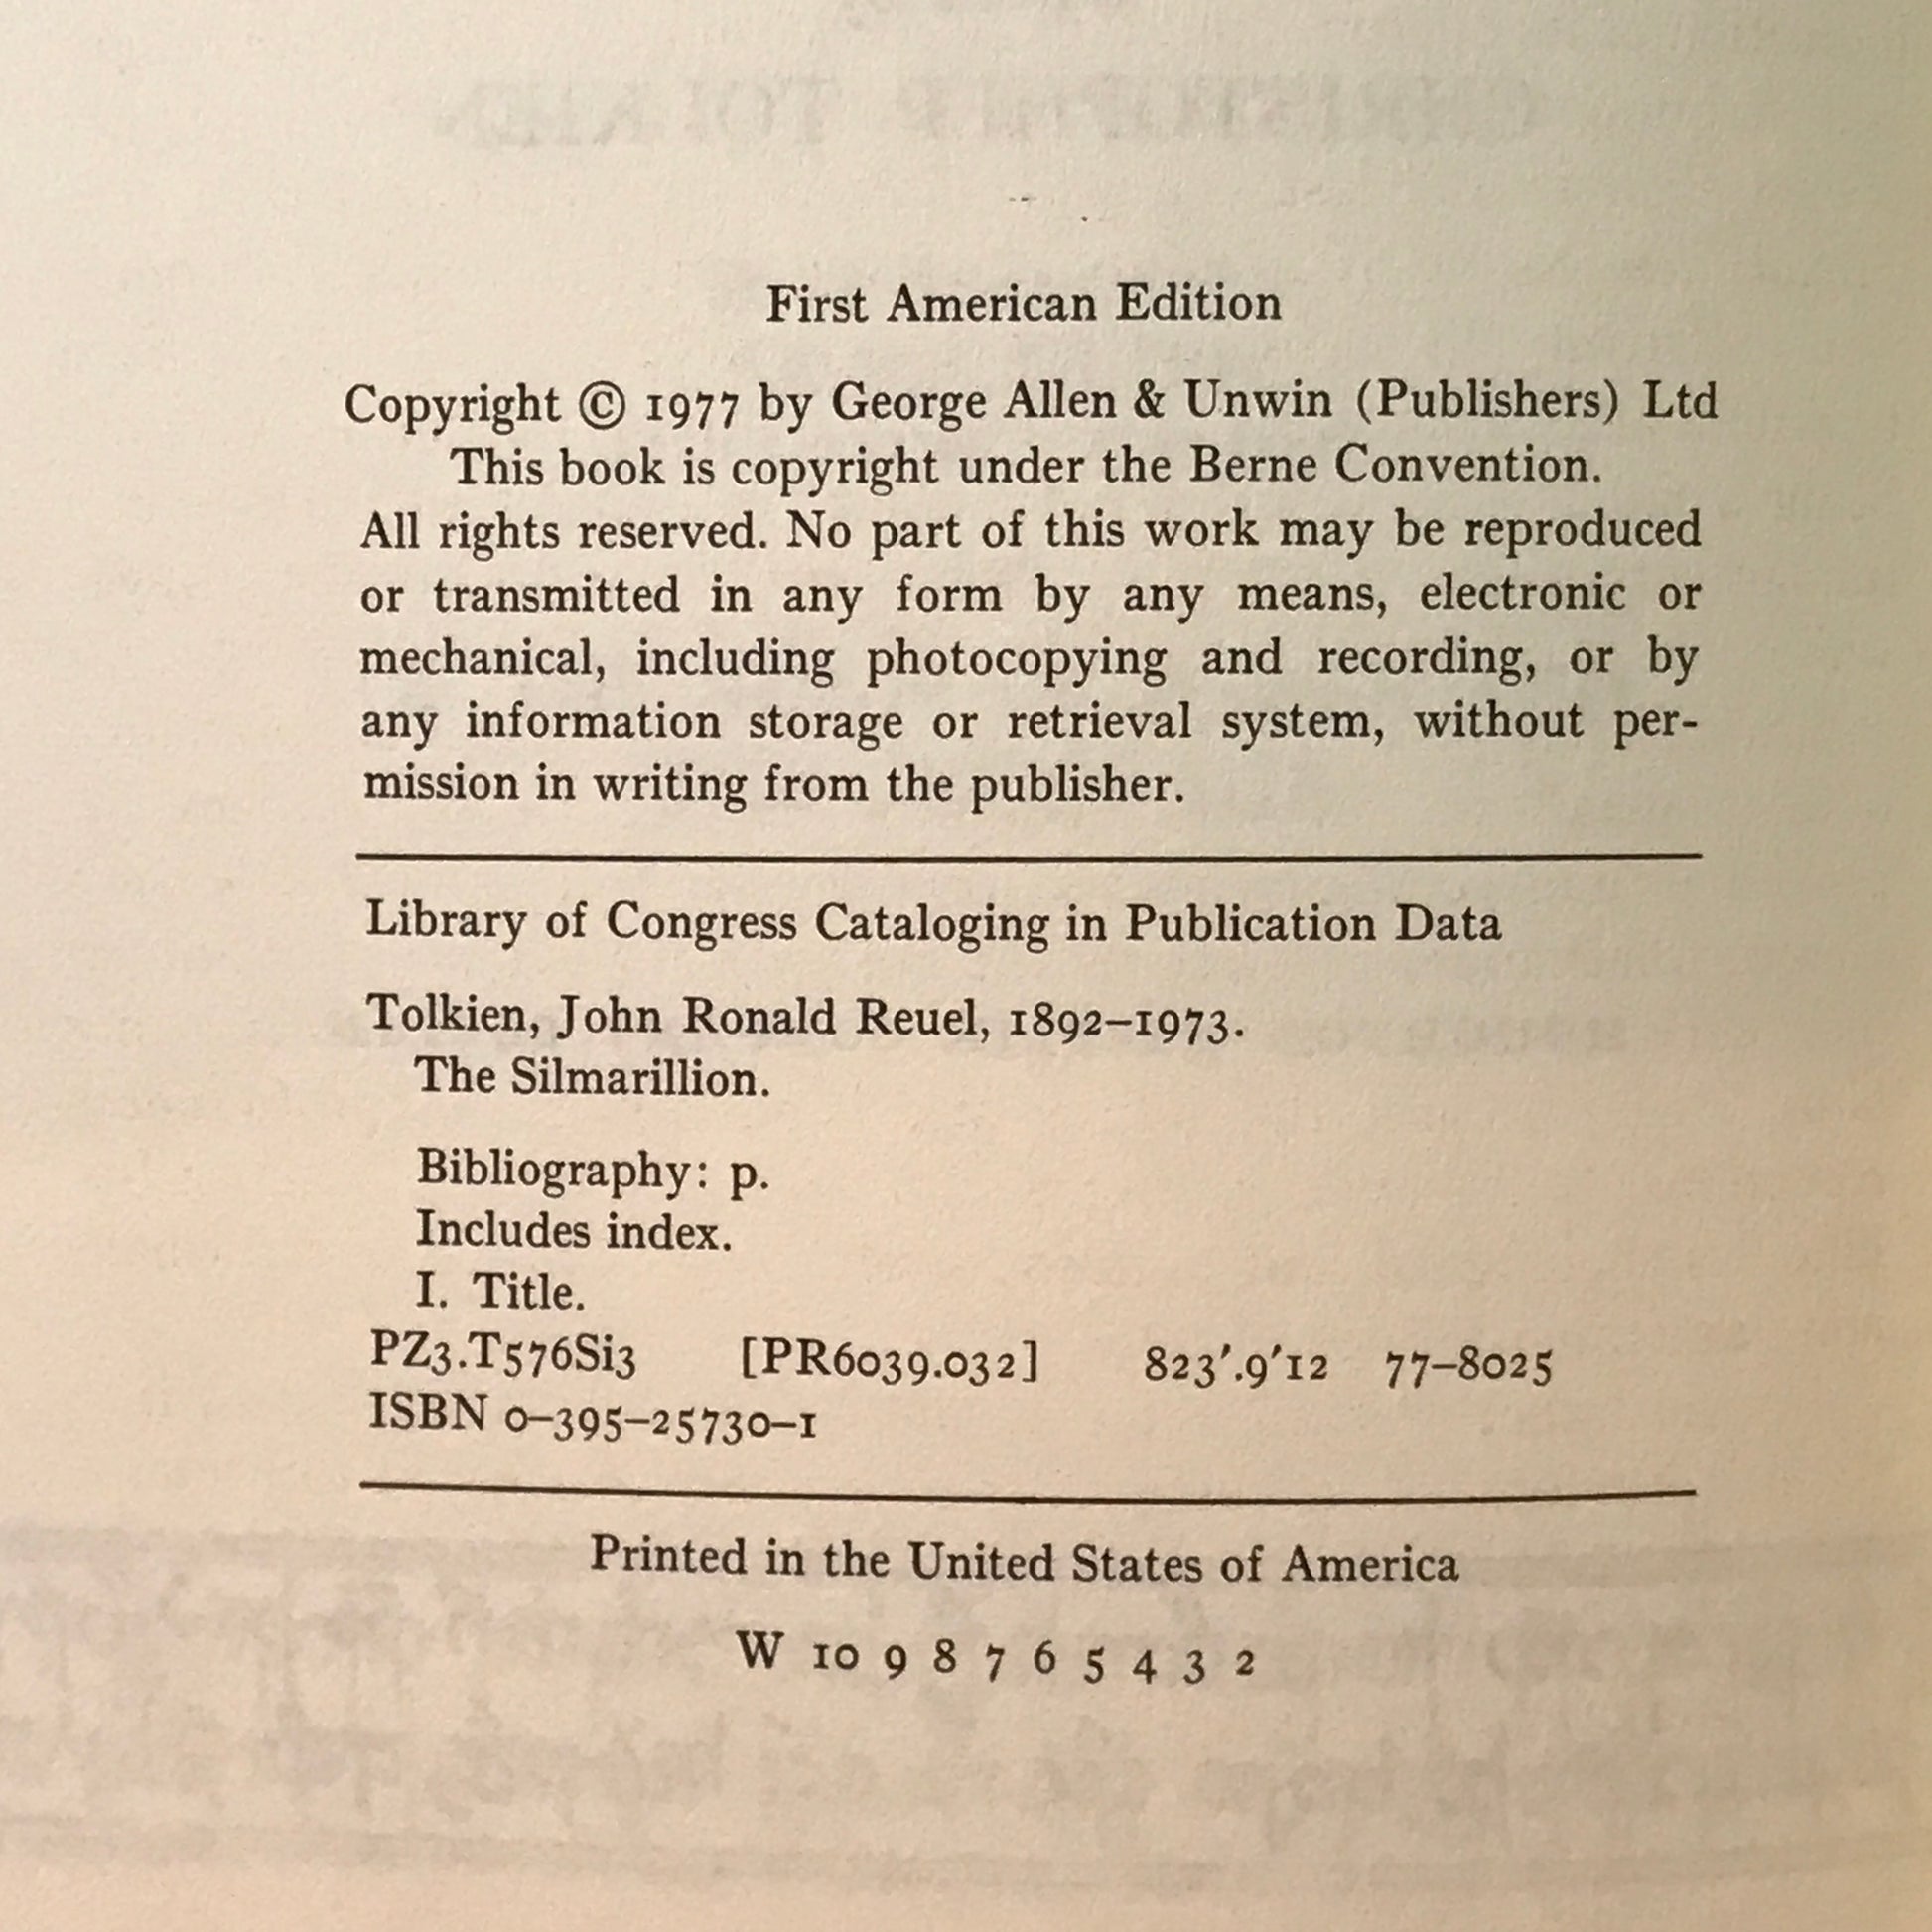 First American Edition
Copyright © 1977 by George Allen & Unwin (Publishers) Ltd
This book is copyright under the Berne Convention.
All rights reserved. No part of this work may be reproduced
or transmitted in any form by any means, electronic or
mechanical, including photocopying and recording, or by
any information storage or retrieval system, without per-
mission in writing from the publisher.
Library of Congress Cataloging in Publication Data
Tolkien, John Ronald Reuel, 1892–1973.
The Silmarillion.
Bibliography: p.
Includes index.
I. Title.
PZ3.T576Si3 [PR6039.032] 823′.9′12 77–8025
ISBN 0–395–25730–1
Printed in the United States of America
W 10 9 8 7 6 5 4 3 2